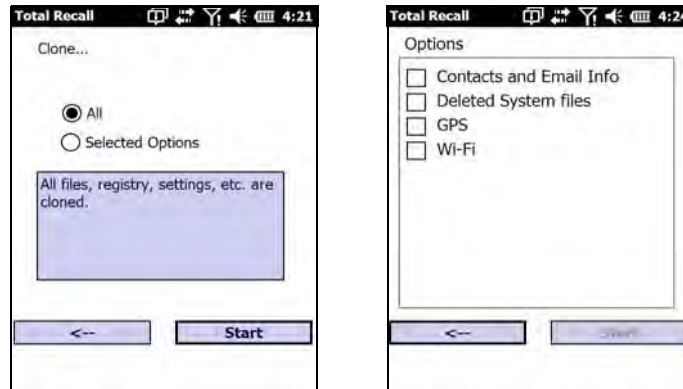 Total Recall 4:21
Clone...
All
Selected Options
All files, registry, settings, etc. are
cloned.
<-- Start
Total Recall 4:24
Options
Contacts and Email Info
Deleted System files
GPS
Wi-Fi
<-- Start